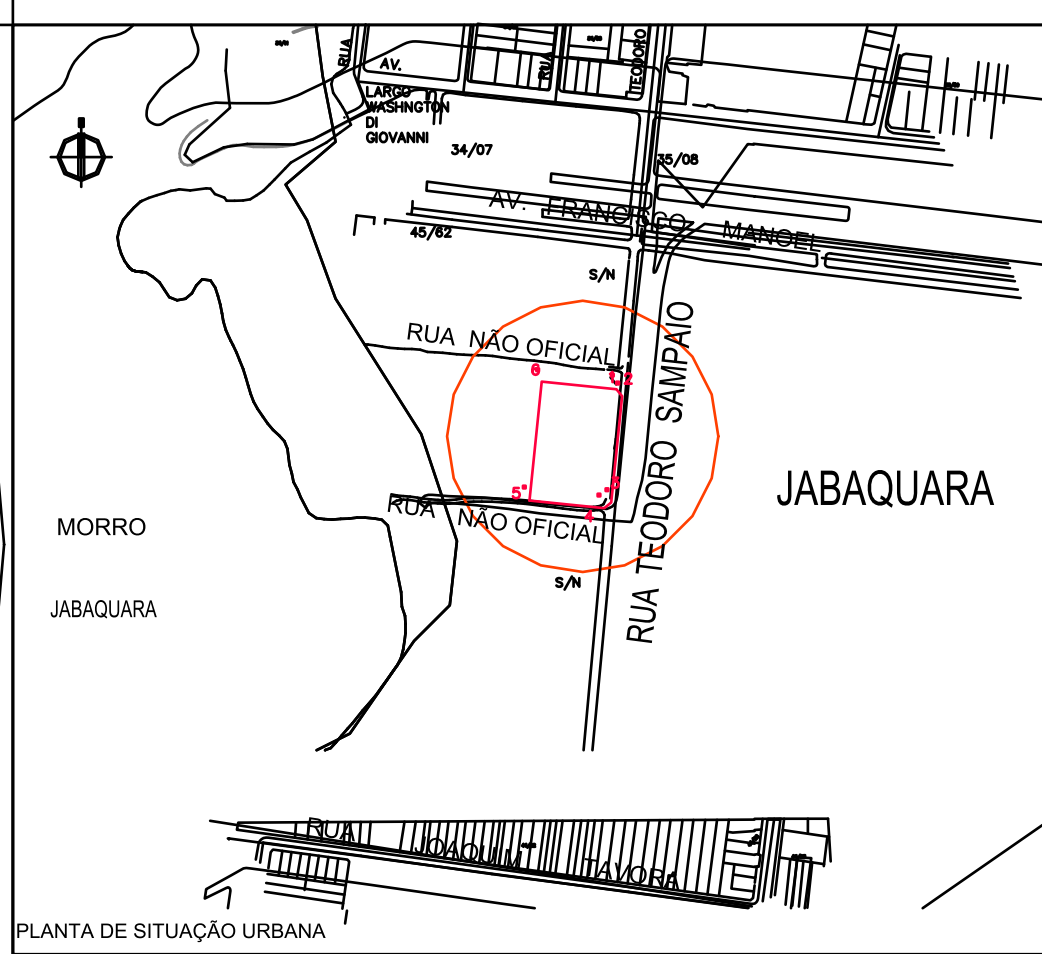 RUA
AV.
RUA
TEODORO
LARGO
WASHNGTON
DI
GIOVANNI
34/07
35/08
AV. FRANCISCO MANOEL
45/62
S/N
RUA NÃO OFICIAL
6
1
2
RUA TEODORO SAMPAIO
JABAQUARA
5
3
4
RUA NÃO OFICIAL
MORRO
JABAQUARA
S/N
RUA JOAQUIM TAVORA
PLANTA DE SITUAÇÃO URBANA